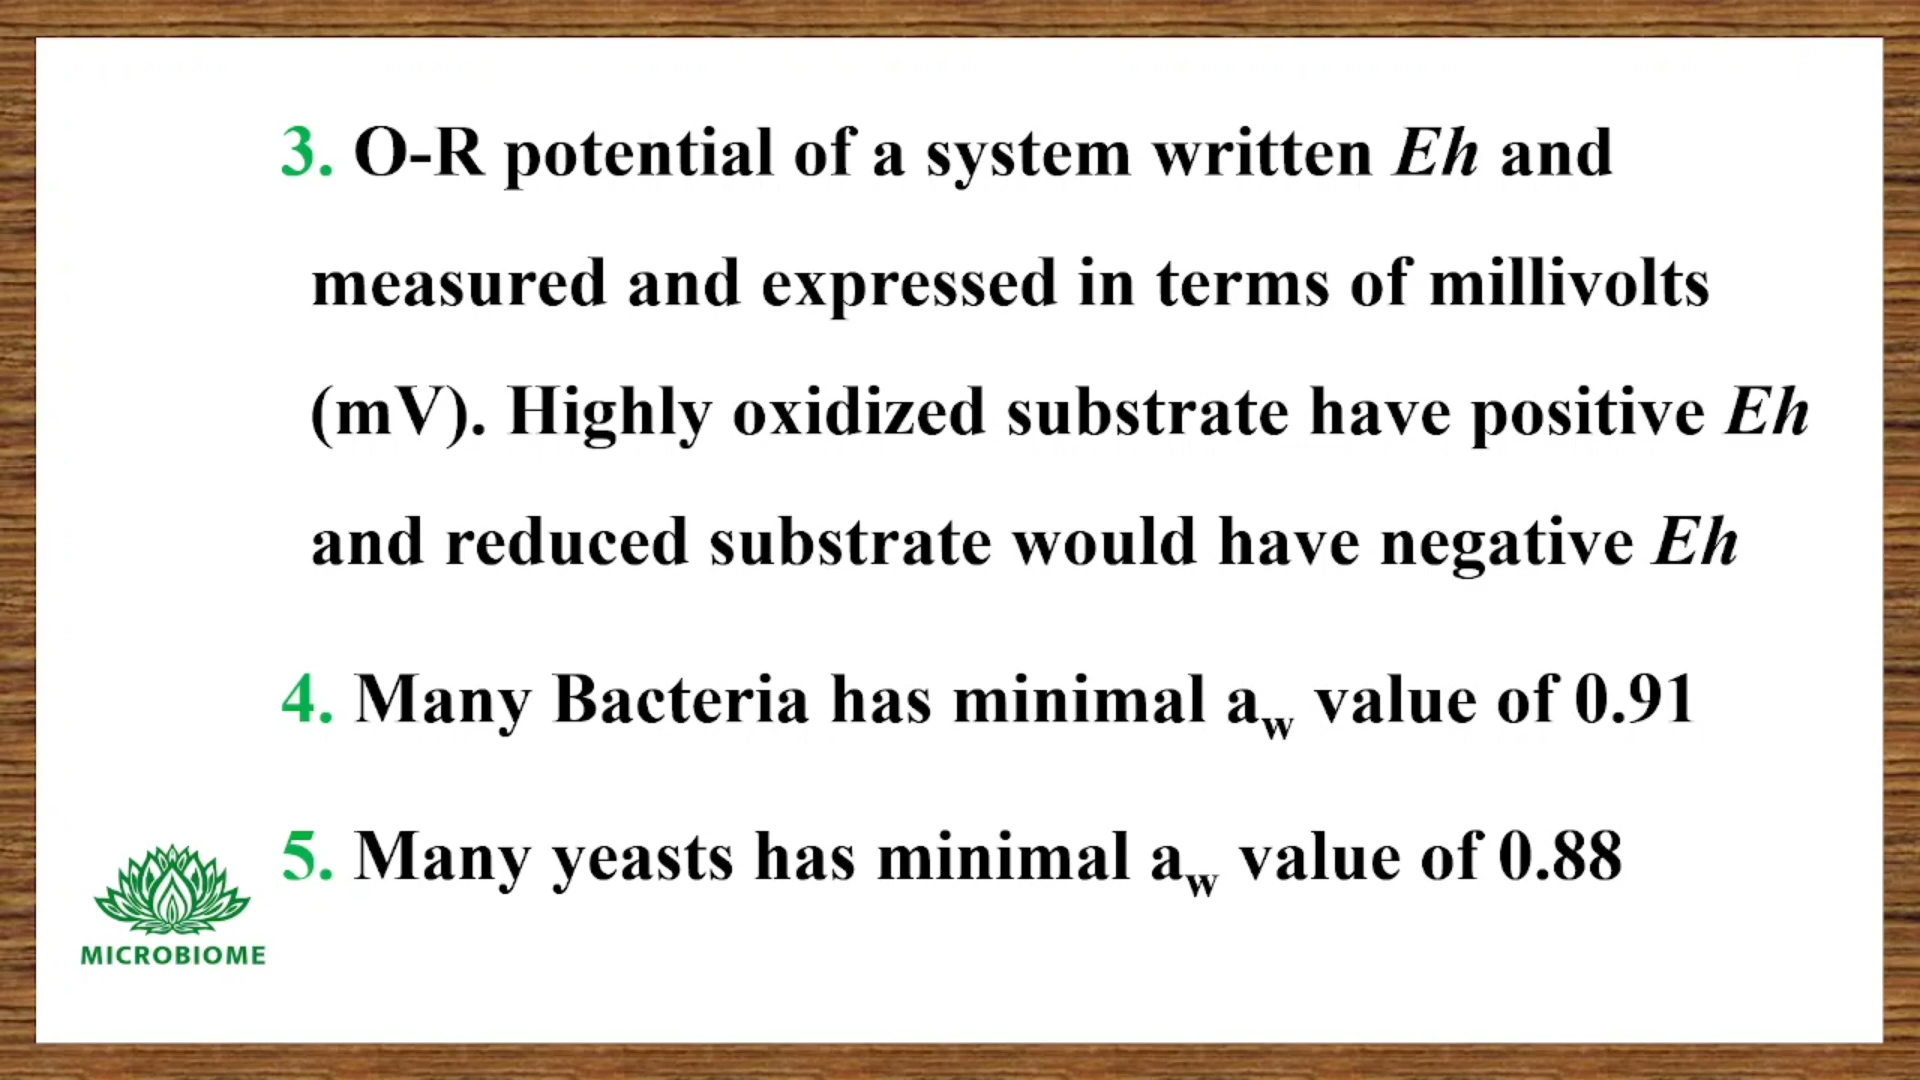 3. O-R potential of a system written Eh and
measured and expressed in terms of millivolts
(mV). Highly oxidized substrate have positive Eh
and reduced substrate would have negative Eh
4. Many Bacteria has minimal a_w value of 0.91
5. Many yeasts has minimal a_w value of 0.88
MICROBIOME